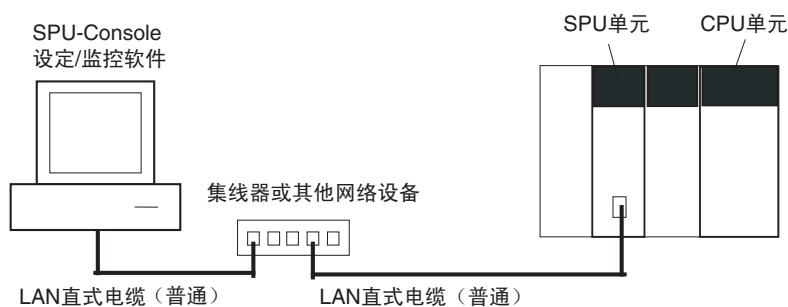 SPU-Console
设定/监控软件
SPU单元
CPU单元
集线器或其他网络设备
LAN直式电缆（普通）
LAN直式电缆（普通）